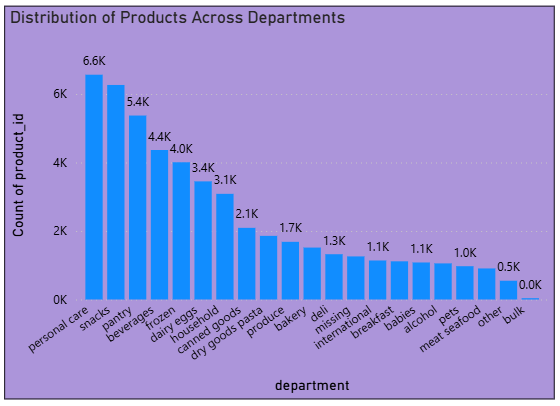 Distribution of Products Across Departments
Count of product_id
6K
4K
2K
0K
6.6K
5.4K
4.4K
4.0K
3.4K
3.1K
2.1K
1.7K
1.3K
1.1K
1.1K
1.0K
0.5K
0.0K
personal care
snacks
pantry
beverages
frozen
dairy eggs
household
canned goods
dry goods pasta
produce
bakery
deli
missing
international
breakfast
babies
alcohol
pets
meat seafood
other
bulk
department